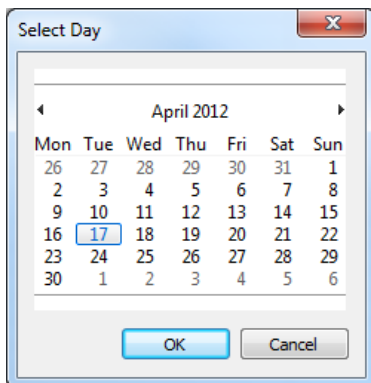 Select Day
April 2012
Mon Tue Wed Thu Fri Sat Sun
26 27 28 29 30 31 1
2 3 4 5 6 7 8
9 10 11 12 13 14 15
16 17 18 19 20 21 22
23 24 25 26 27 28 29
30 1 2 3 4 5 6
OK Cancel